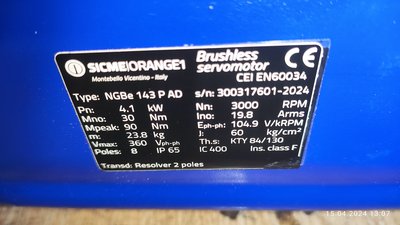 SICME|ORANGE1
Montebello Vicentino - Italy
Brushless
servomotor
CE
CEI EN60034
Type: NGBe 143 P AD
s/n: 300317601-2024
Pn: 4.1 kW
Nn: 3000 RPM
Mno: 30 Nm
Ino: 19.8 Arms
Mpeak: 90 Nm
Eph-ph: 104.9 V/kRPM
m: 23.8 kg
J: 60 kg/cm²
Vmax: 360 Vph-ph
Th.s: KTY 84/130
Poles: 8 IP 65
IC 400 Ins. class F
Transd: Resolver 2 poles
15.04.2024 13:07